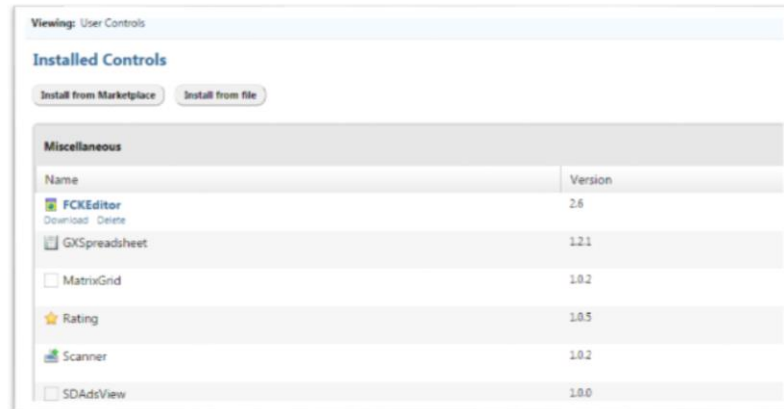 Viewing: User Controls
Installed Controls
Install from Marketplace Install from file
Miscellaneous
Name Version
FCKEditor 2.6
Download Delete
GXSpreadsheet 1.2.1
MatrixGrid 1.0.2
Rating 1.0.5
Scanner 1.0.2
SDAdsView 1.0.0